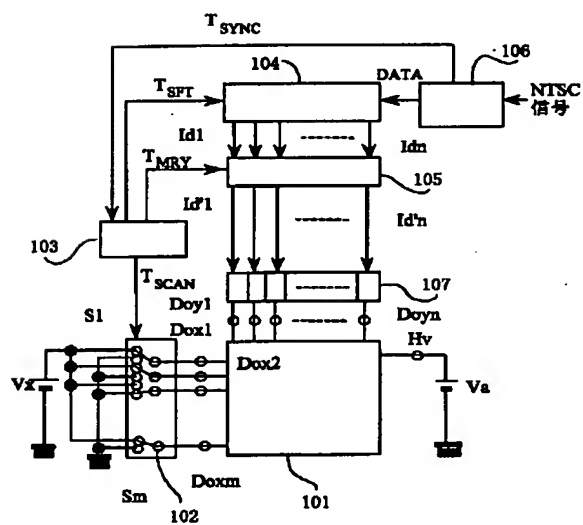 T SYNC
104
106
T SFT
DATA
NTSC
信号
Id1
Idn
T MRY
105
Id'1
Id'n
103
T SCAN
107
Doy1
Doyn
S1
Dox1
Hv
Dox2
Vx
Va
Sm
102
Doxm
101